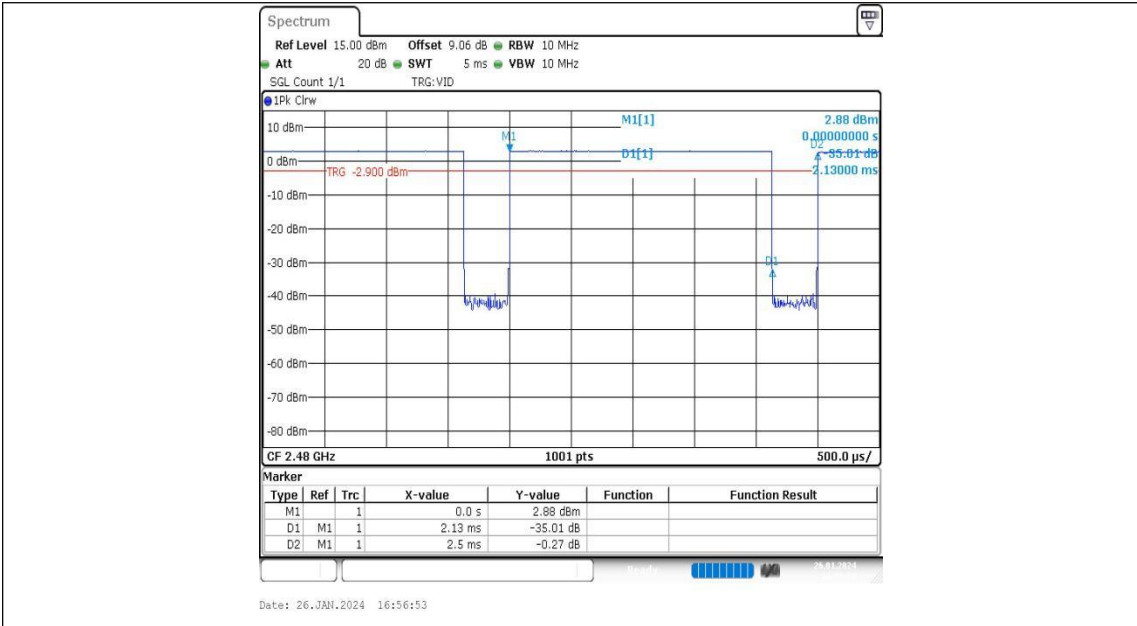 Spectrum
Ref Level 15.00 dBm Offset 9.06 dB RBW 10 MHz
Att 20 dB SWT 5 ms VBW 10 MHz
SGL Count 1/1 TRG:VID
1Pk Clrw
M1[1] 2.88 dBm
0.00000000 s
D1[1] -35.01 dB
2.13000 ms
M1
D2
D1
10 dBm
0 dBm
TRG -2.900 dBm
-10 dBm
-20 dBm
-30 dBm
-40 dBm
-50 dBm
-60 dBm
-70 dBm
-80 dBm
CF 2.48 GHz 1001 pts 500.0 µs/
Marker
Type Ref Trc X-value Y-value Function Function Result
M1 1 0.0 s 2.88 dBm
D1 M1 1 2.13 ms -35.01 dB
D2 M1 1 2.5 ms -0.27 dB
Ready 26.01.2024
Date: 26.JAN.2024 16:56:53